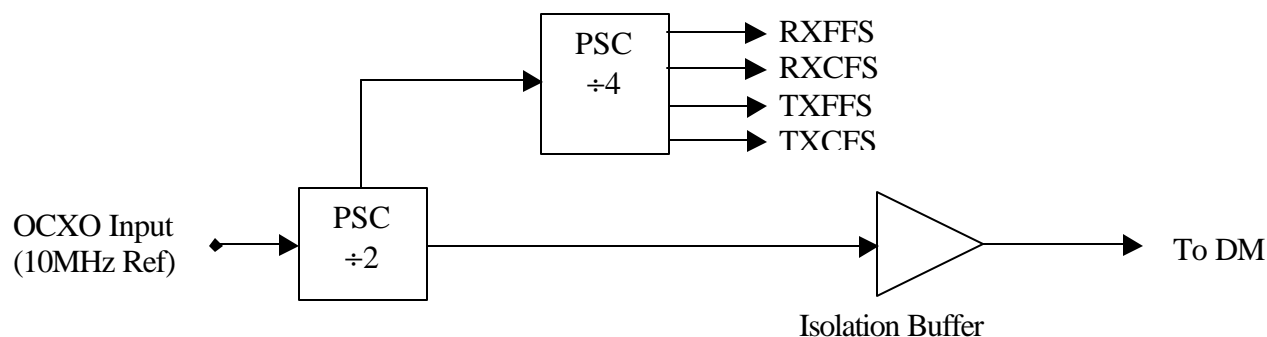 PSC
÷4
RXFFS
RXCFS
TXFFS
TXCFS
OCXO Input
(10MHz Ref)
PSC
÷2
To DM
Isolation Buffer